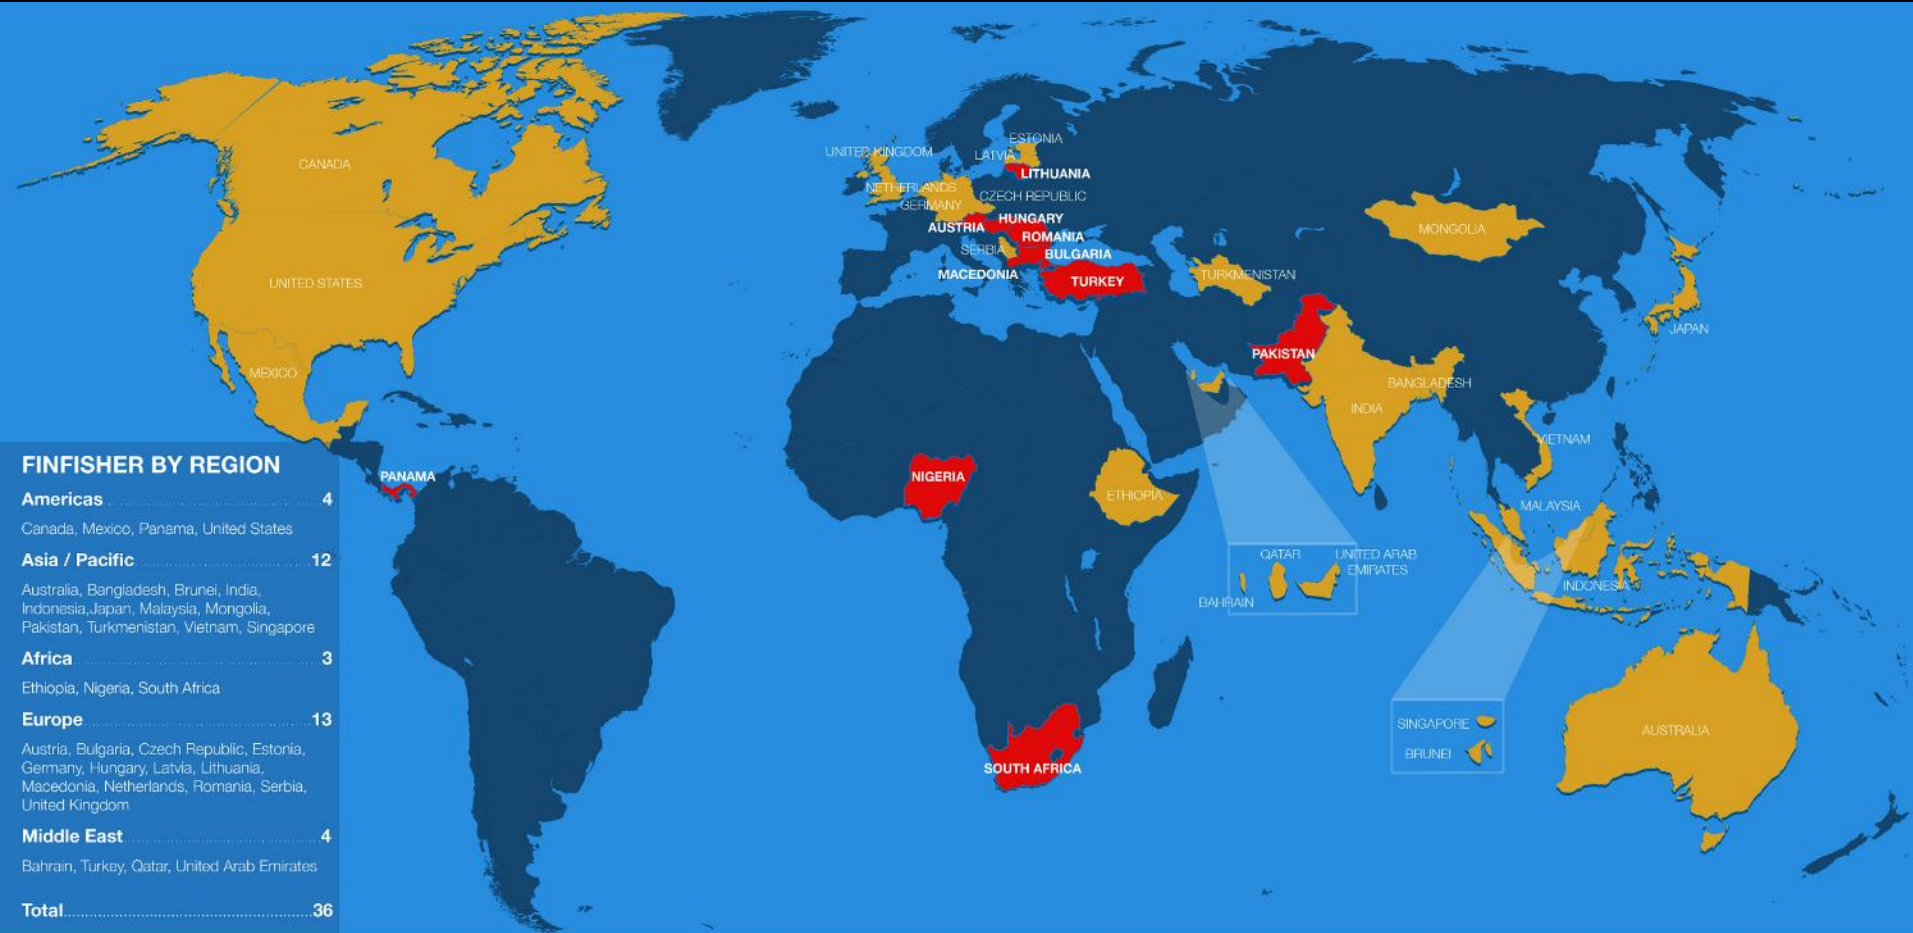 CANADA
UNITED STATES
MEXICO
PANAMA
UNITED KINGDOM
NETHERLANDS
GERMANY
ESTONIA
LATVIA
LITHUANIA
CZECH REPUBLIC
AUSTRIA
HUNGARY
ROMANIA
SERBIA
BULGARIA
MACEDONIA
TURKEY
TURKMENISTAN
MONGOLIA
JAPAN
PAKISTAN
BANGLADESH
INDIA
VIETNAM
MALAYSIA
INDONESIA
NIGERIA
ETHIOPIA
QATAR
UNITED ARAB
EMIRATES
BAHRAIN
SINGAPORE
BRUNEI
AUSTRALIA
SOUTH AFRICA
FINFISHER BY REGION
Americas 4
Canada, Mexico, Panama, United States
Asia / Pacific 12
Australia, Bangladesh, Brunei, India,
Indonesia,Japan, Malaysia, Mongolia,
Pakistan, Turkmenistan, Vietnam, Singapore
Africa 3
Ethiopia, Nigeria, South Africa
Europe 13
Austria, Bulgaria, Czech Republic, Estonia,
Germany, Hungary, Latvia, Lithuania,
Macedonia, Netherlands, Romania, Serbia,
United Kingdom
Middle East 4
Bahrain, Turkey, Qatar, United Arab Emirates
Total 36